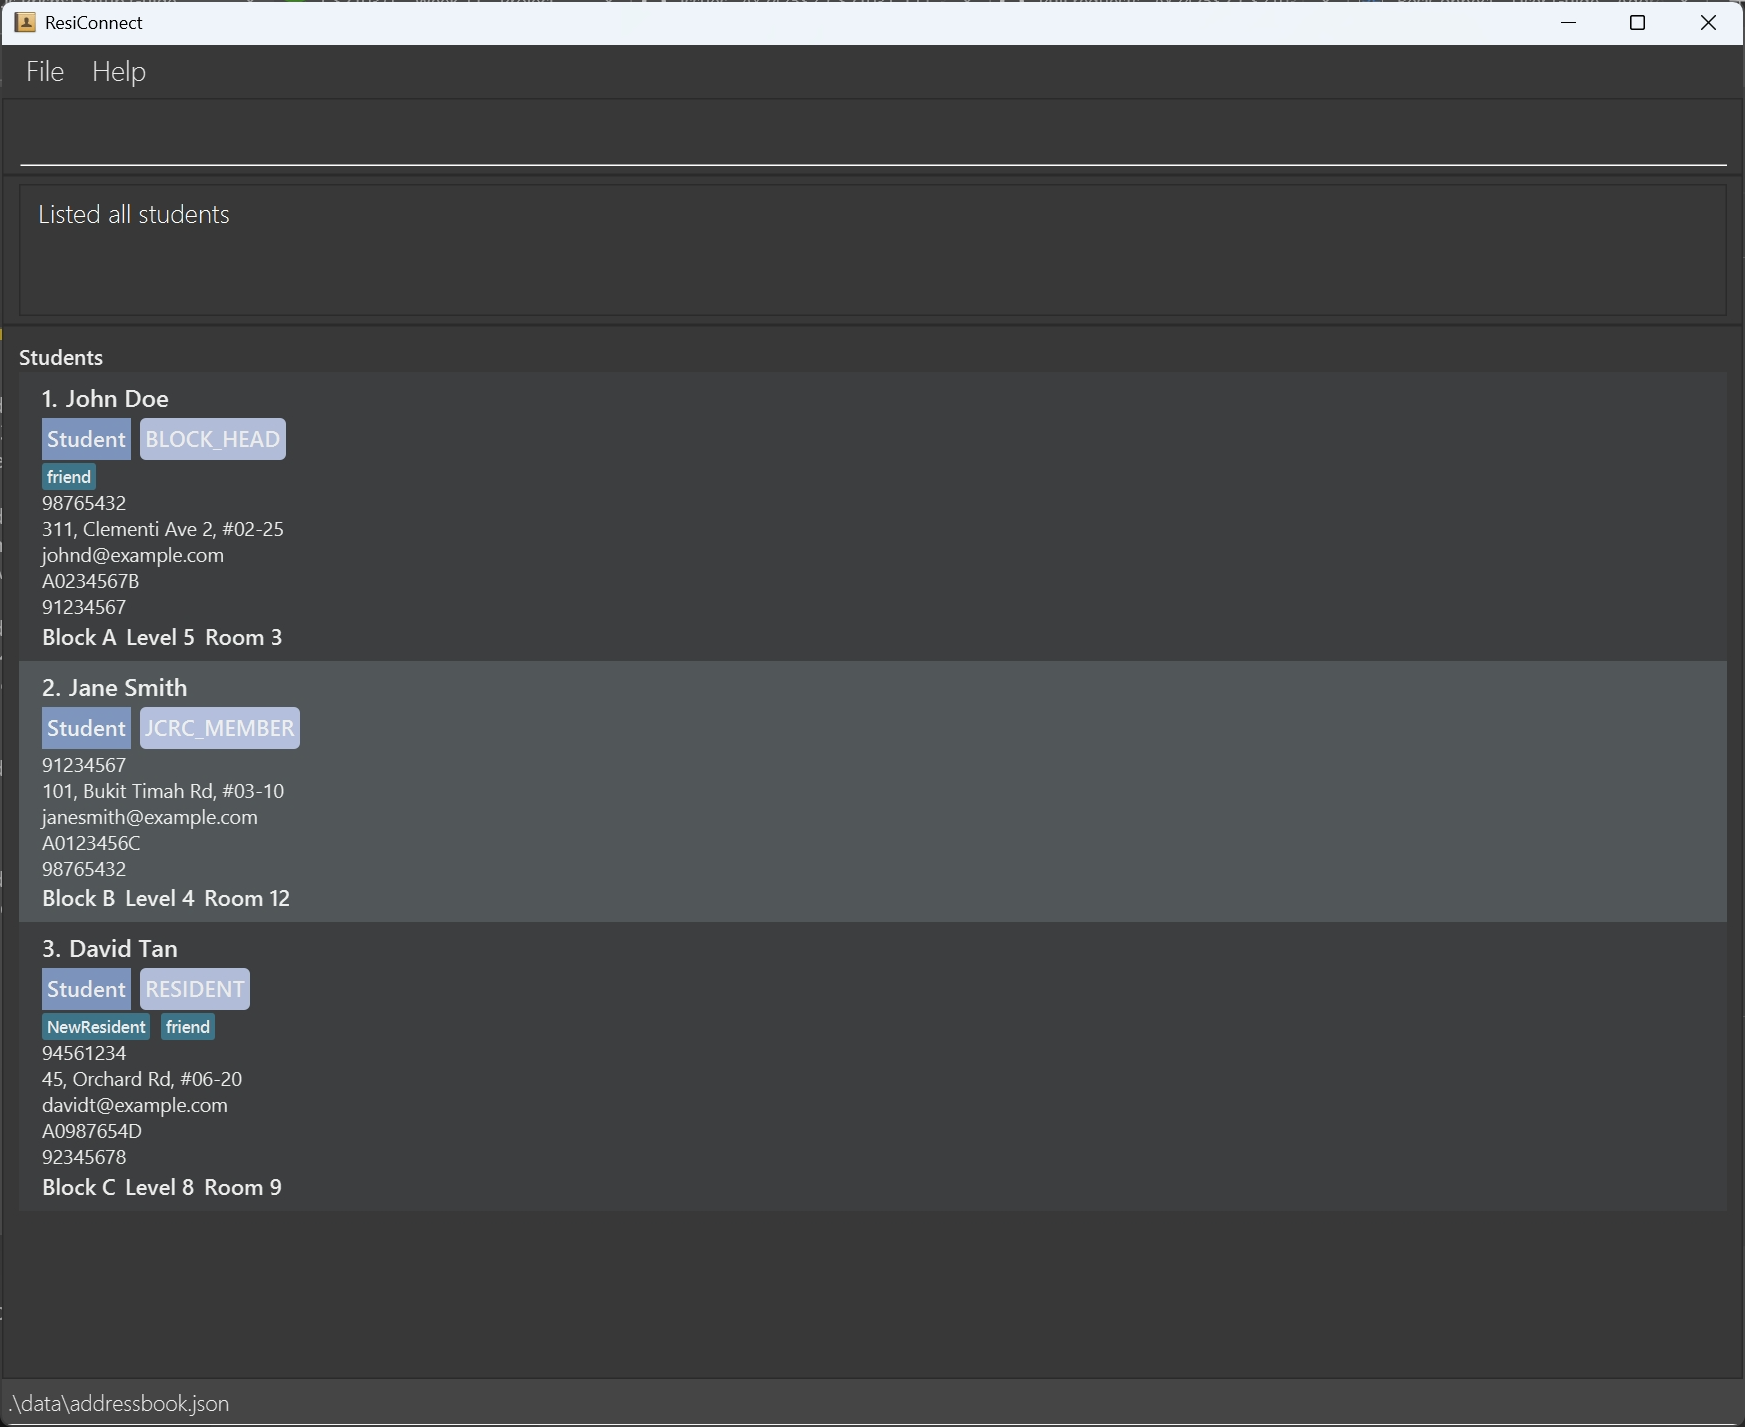 ResiConnect
File Help
Listed all students
Students
1. John Doe
Student BLOCK_HEAD
friend
98765432
311, Clementi Ave 2, #02-25
johnd@example.com
A0234567B
91234567
Block A Level 5 Room 3
2. Jane Smith
Student JCRC_MEMBER
91234567
101, Bukit Timah Rd, #03-10
janesmith@example.com
A0123456C
98765432
Block B Level 4 Room 12
3. David Tan
Student RESIDENT
NewResident friend
94561234
45, Orchard Rd, #06-20
davidt@example.com
A0987654D
92345678
Block C Level 8 Room 9
.\data\addressbook.json